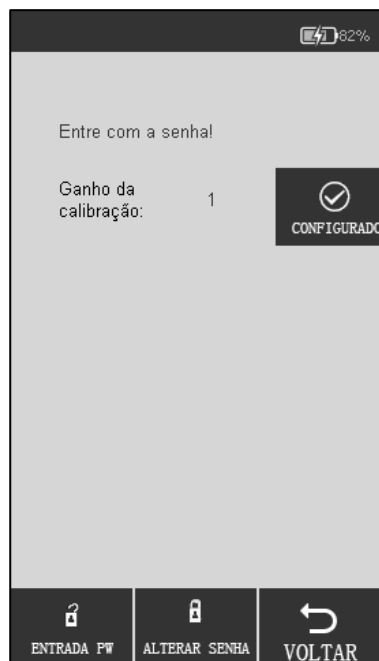 82%
Entre com a senha!
Ganho da
calibração:
1
CONFIGURADO
ENTRADA PW
ALTERAR SENHA
VOLTAR